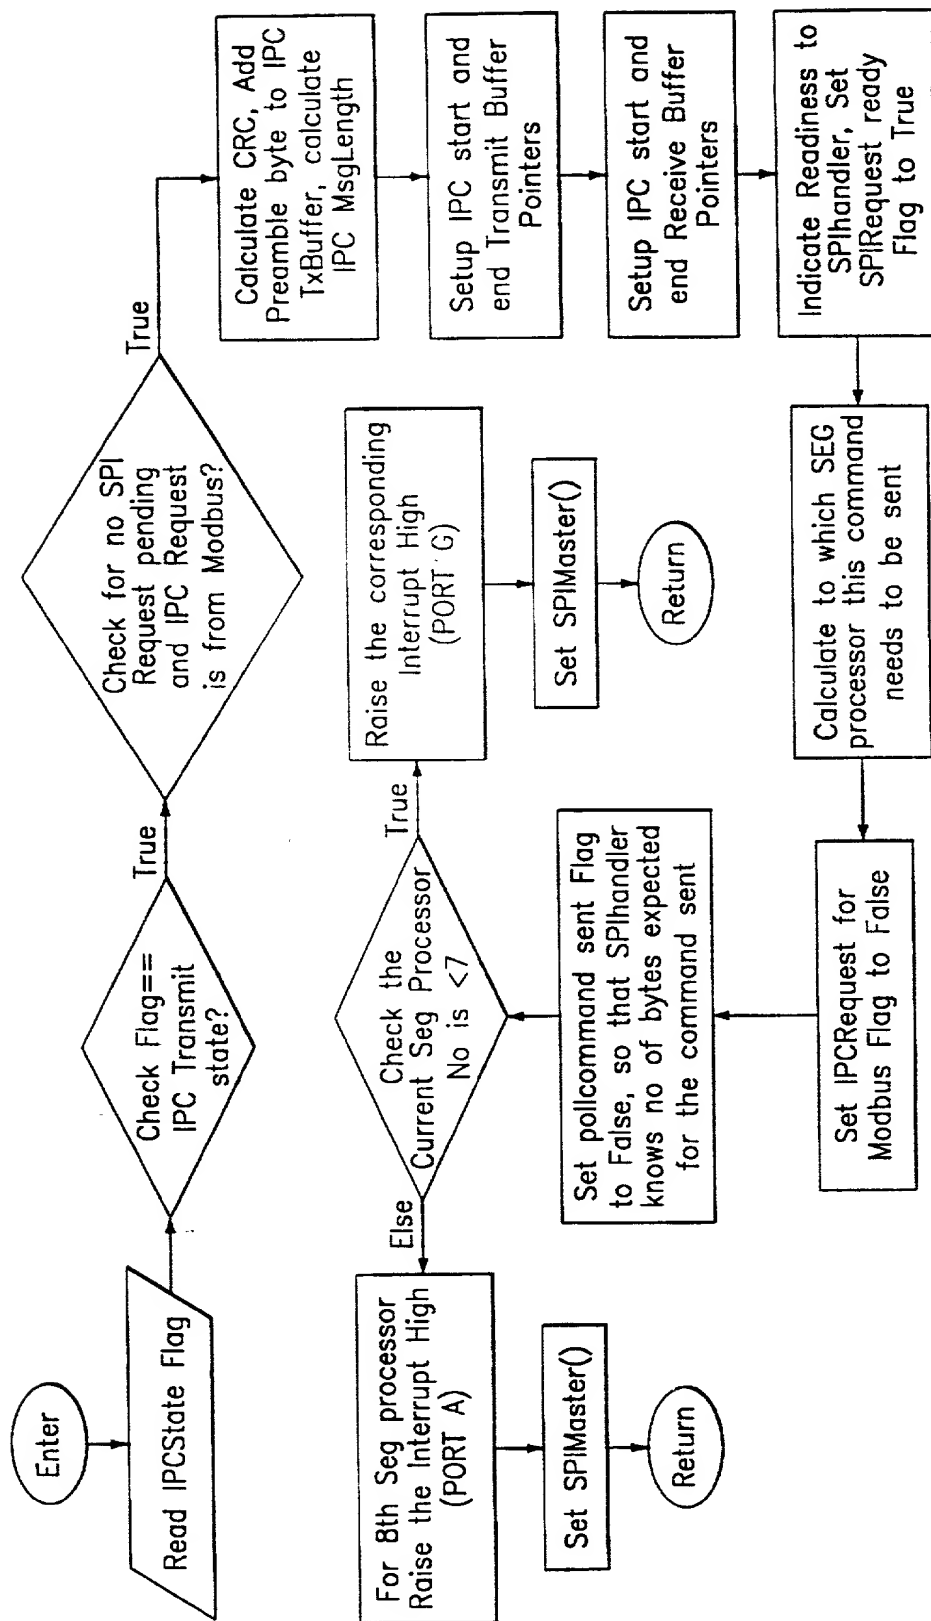 Enter
Read IPCState Flag
Check Flag==
IPC Transmit
state?
True
Check for no SPI
Request pending
and IPC Request
is from Modbus?
True
Calculate CRC, Add
Preamble byte to IPC
TxBuffer, calculate
IPC MsgLength
Setup IPC start and
end Transmit Buffer
Pointers
Setup IPC start and
end Receive Buffer
Pointers
Indicate Readiness to
SPIhandler, Set
SPIRequest ready
Flag to True
Calculate to which SEG
processor this command
needs to be sent
Set IPCRequest for
Modbus Flag to False
Set pollcommand sent Flag
to False, so that SPIhandler
knows no of bytes expected
for the command sent
Check the
Current Seg Processor
No is <7
True
Raise the corresponding
Interrupt High
(PORT G)
Set SPIMaster()
Return
Else
For 8th Seg processor
Raise the Interrupt High
(PORT A)
Set SPIMaster()
Return